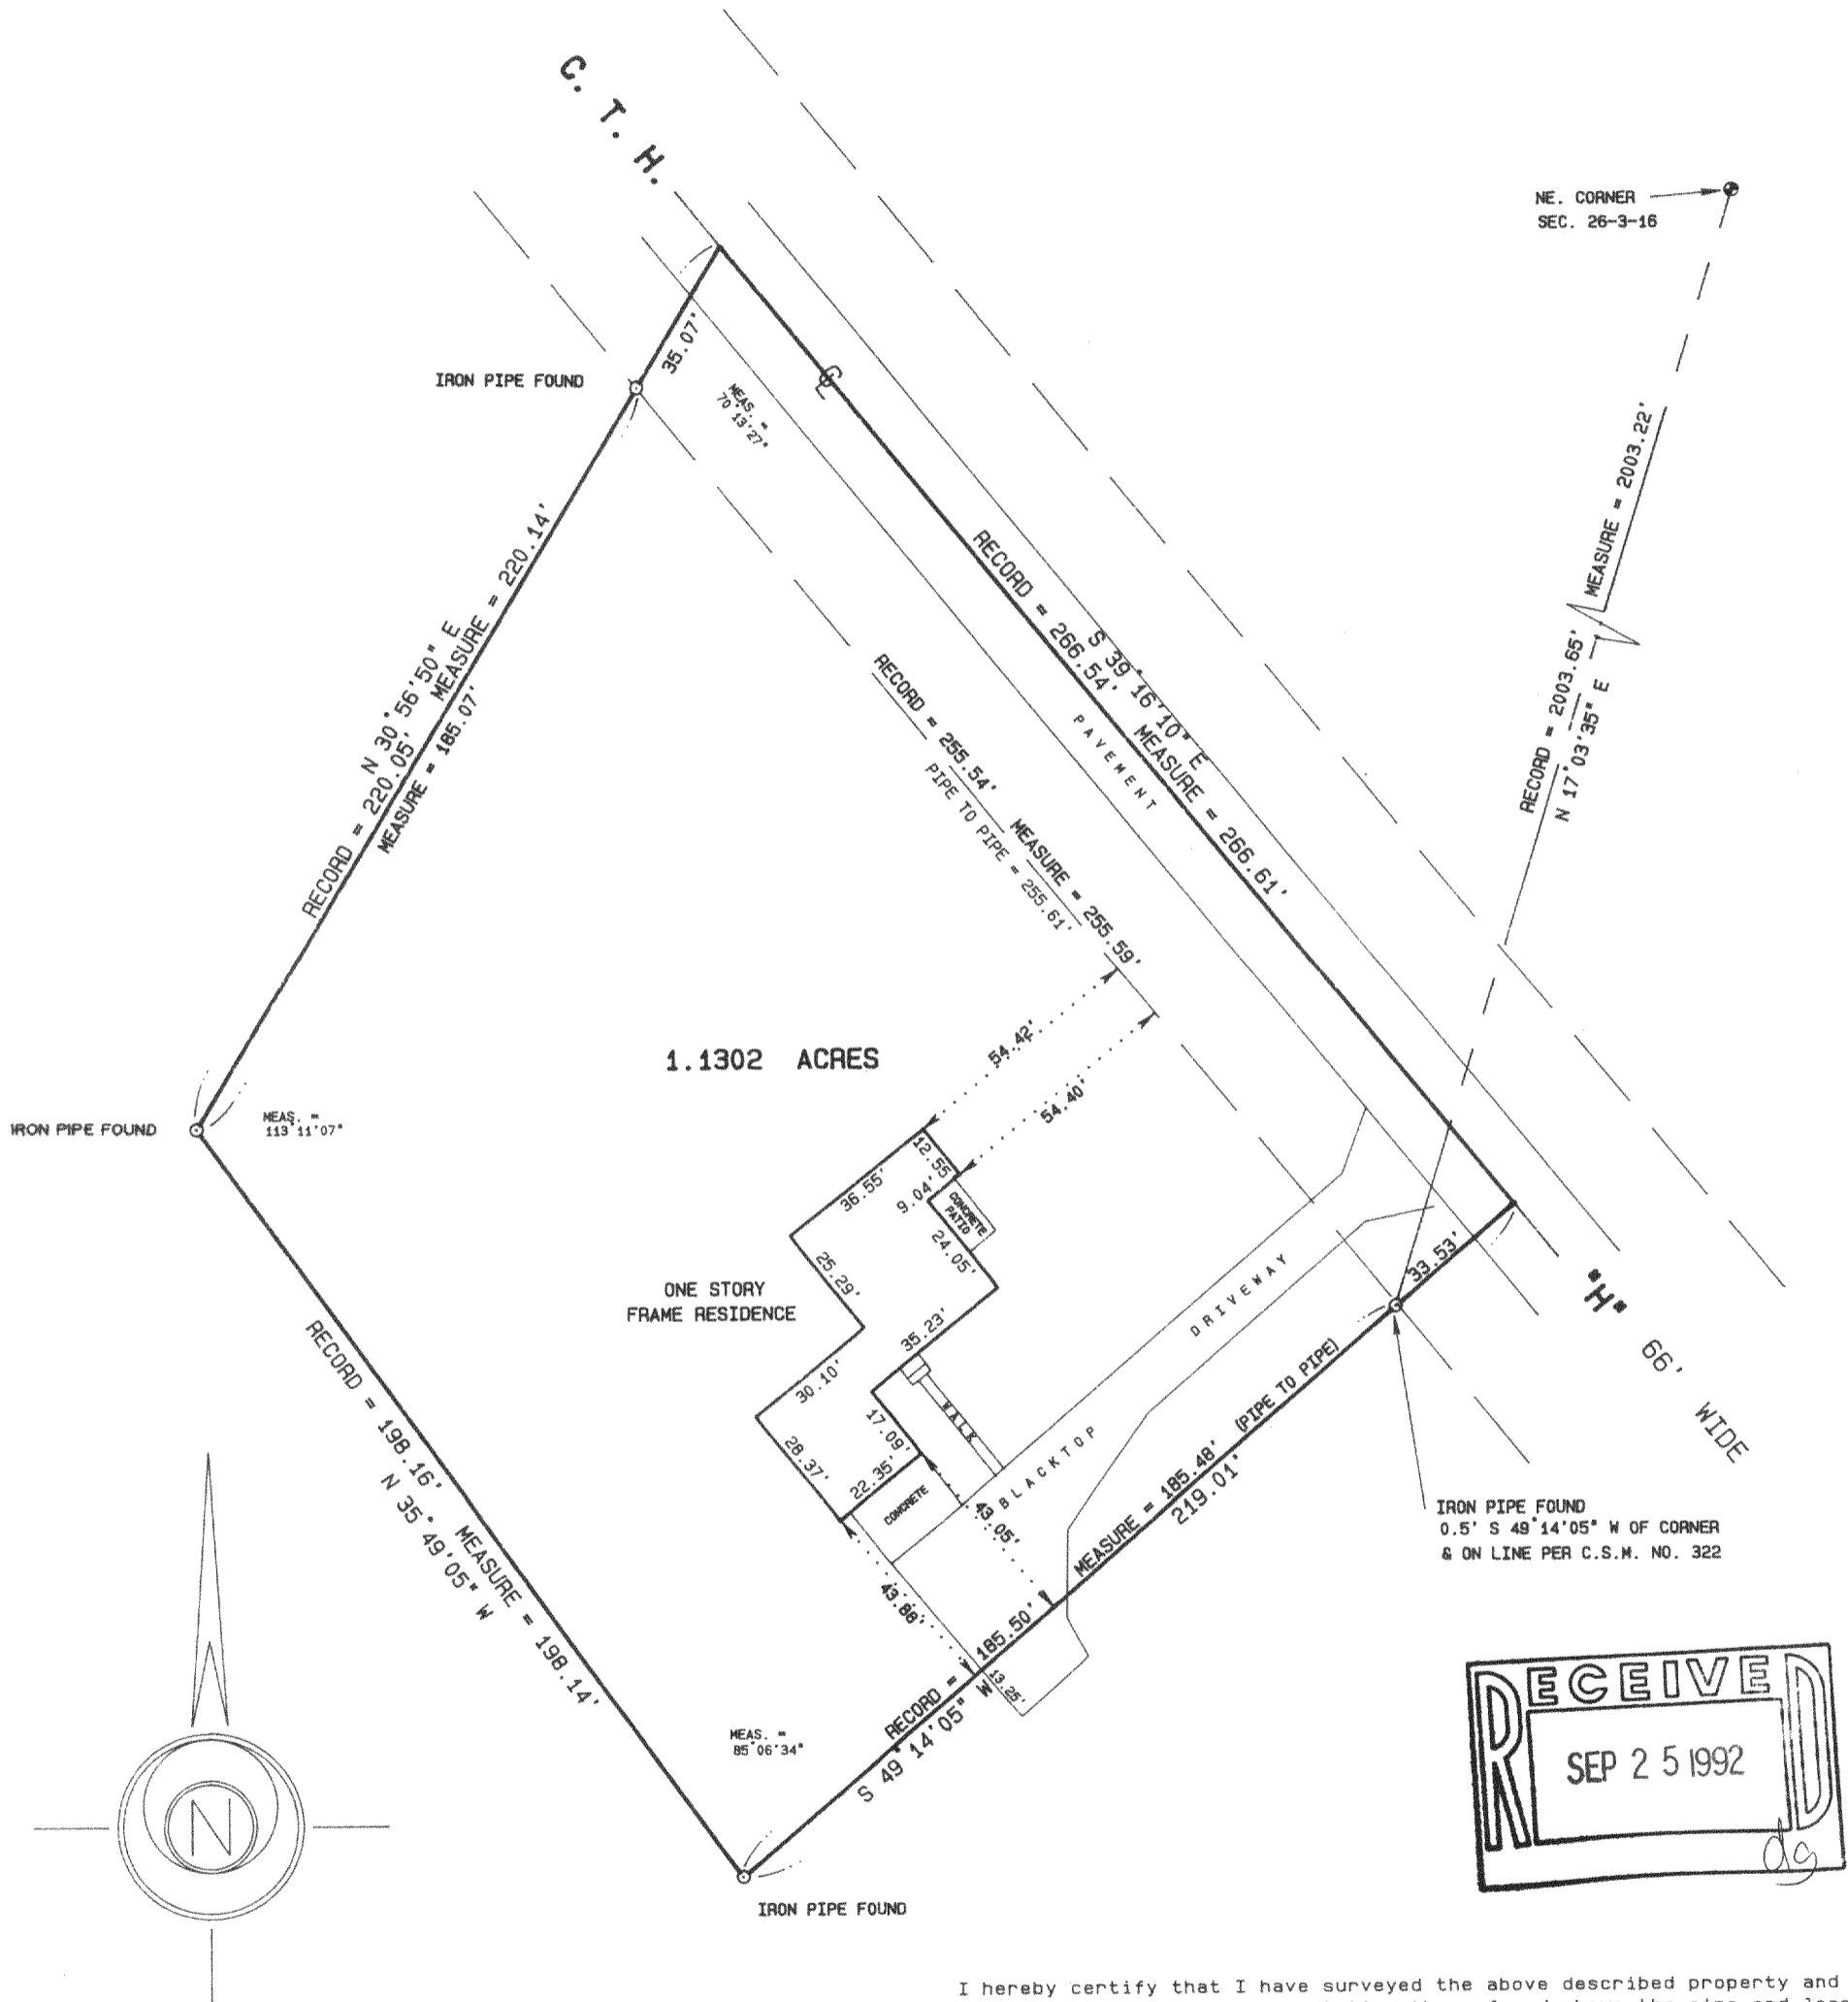 C. T. H.
NE. CORNER
SEC. 26-3-16
IRON PIPE FOUND
35.07'
MEAS. =
70°13'27"
C L
RECORD = 266.54' MEASURE = 266.61'
S 39°16'10" E
MEASURE = 2003.22'
RECORD = 2003.65'
N 17°03'35" E
N 30°56'50" E
RECORD = 220.05' MEASURE = 220.14'
MEASURE = 185.07'
RECORD = 255.54' MEASURE = 255.59'
PIPE TO PIPE = 255.61'
PAVEMENT
1.1302 ACRES
54.42'
54.40'
IRON PIPE FOUND
MEAS. =
113°11'07"
12.55
36.55'
9.04'
CONCRETE
PATIO
24.05'
25.29'
ONE STORY
FRAME RESIDENCE
35.23'
30.10'
WALK
17.09'
28.37'
22.35'
CONCRETE
BLACKTOP DRIVEWAY
33.53'
"H" 66' WIDE
43.05'
43.88'
13.25'
MEASURE = 185.48' (PIPE TO PIPE)
219.01'
RECORD = 185.50'
S 49°14'05" W
IRON PIPE FOUND
0.5' S 49°14'05" W OF CORNER
& ON LINE PER C.S.M. NO. 322
RECORD = 198.16' MEASURE = 198.14'
N 35°49'05" W
MEAS. =
85°06'34"
IRON PIPE FOUND
N
RECEIVED
SEP 25 1992
dg
I hereby certify that I have surveyed the above described property and